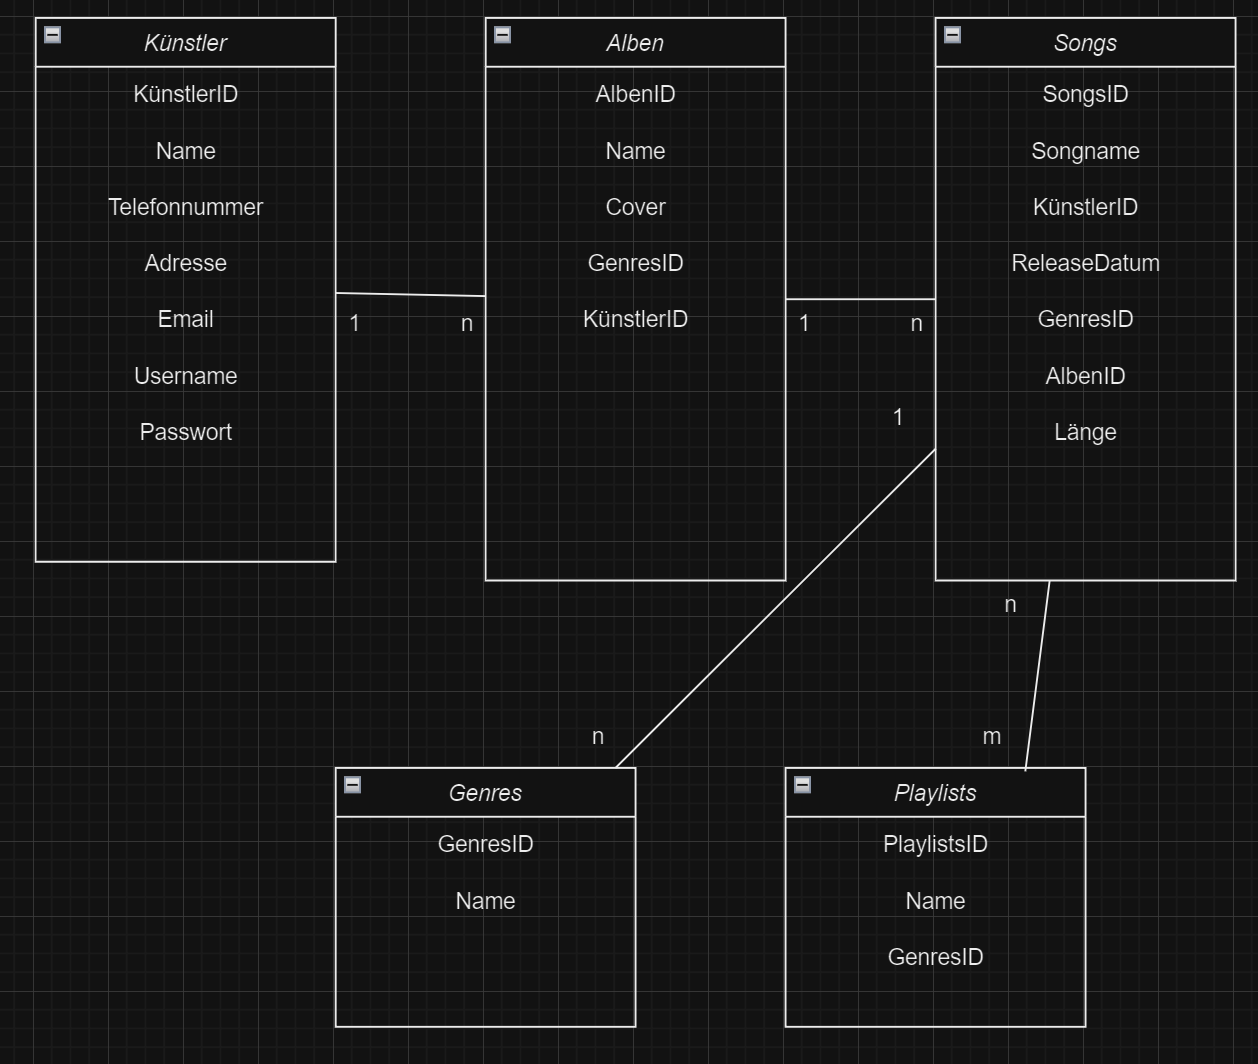 Künstler
KünstlerID
Name
Telefonnummer
Adresse
Email
Username
Passwort
1
n
Alben
AlbenID
Name
Cover
GenresID
KünstlerID
1
n
Songs
SongsID
Songname
KünstlerID
ReleaseDatum
GenresID
AlbenID
Länge
1
n
n
m
Genres
GenresID
Name
Playlists
PlaylistsID
Name
GenresID